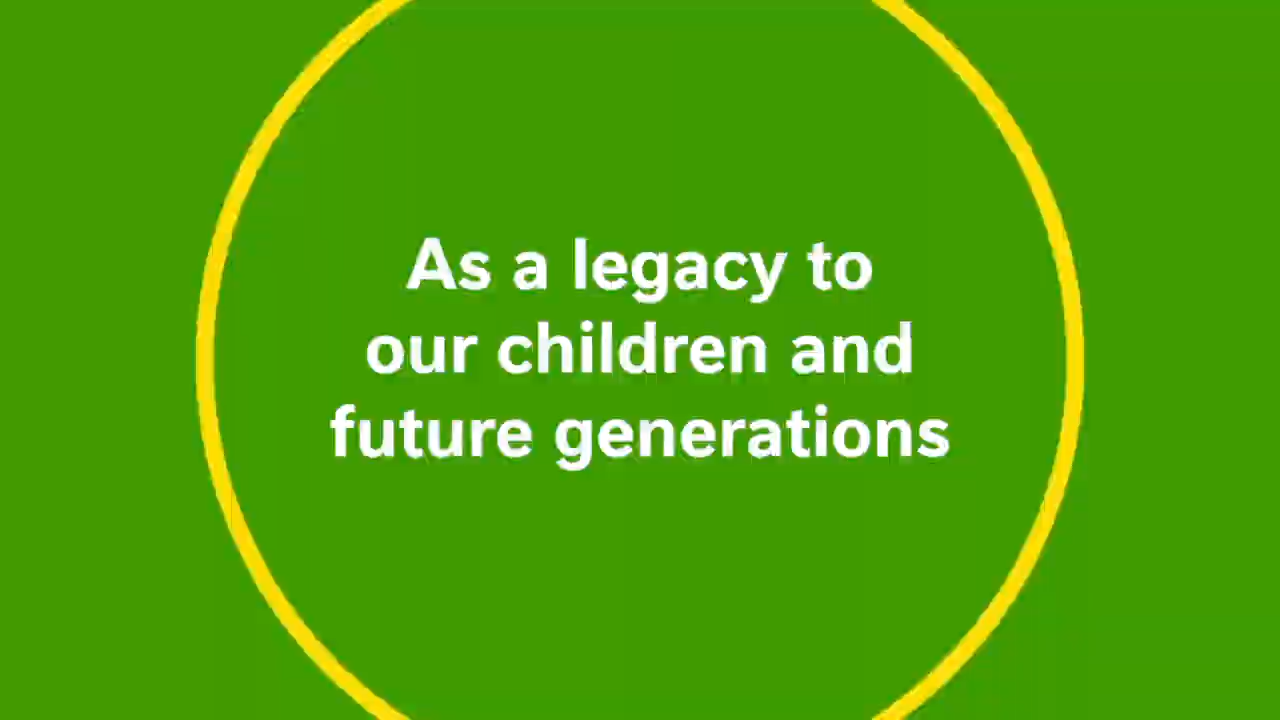 As a legacy to
our children and
future generations